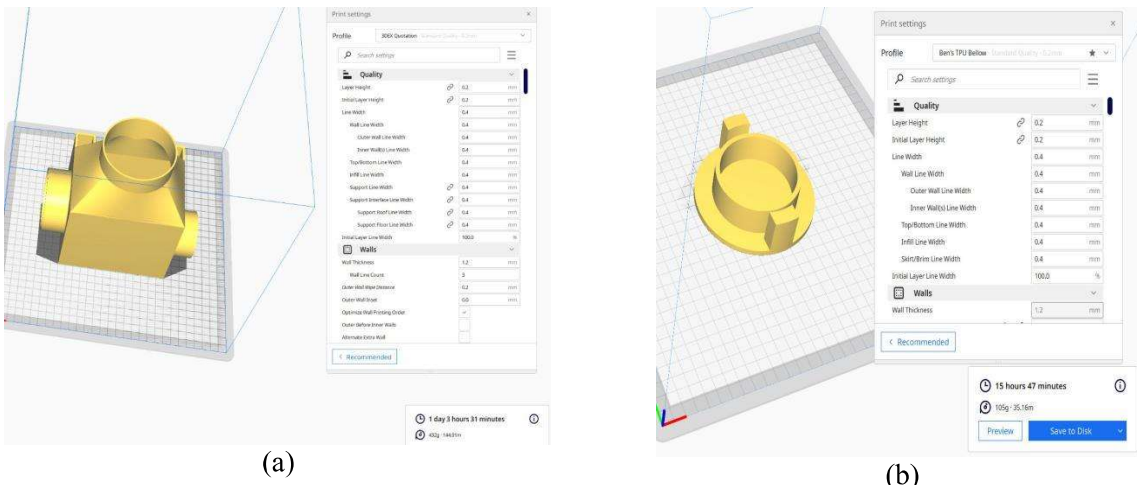 Print settings ×
Profile 306X Quotation
Search settings
Quality
Layer Height 0.2 mm
Initial Layer Height 0.2 mm
Line Width 0.4 mm
Wall Line Width 0.4 mm
Outer Wall Line Width 0.4 mm
Inner Wall(s) Line Width 0.4 mm
Top/Bottom Line Width 0.4 mm
Infill Line Width 0.4 mm
Support Line Width 0.4 mm
Support Interface Line Width 0.4 mm
Support Roof Line Width 0.4 mm
Support Floor Line Width 0.4 mm
Initial Layer Line Width 100.0 %
Walls
Wall Thickness 1.2 mm
Wall Line Count 3
Outer Wall Wipe Distance 0.2 mm
Outer Wall Inset 0.0 mm
Optimize Wall Printing Order
Outer Before Inner Walls
Alternate Extra Wall
< Recommended
1 day 3 hours 31 minutes
432g ·
(a)
Print settings ×
Profile Ben's TPU Bellow Standard Quality - 0.2mm
Search settings
Quality
Layer Height 0.2 mm
Initial Layer Height 0.2 mm
Line Width 0.4 mm
Wall Line Width 0.4 mm
Outer Wall Line Width 0.4 mm
Inner Wall(s) Line Width 0.4 mm
Top/Bottom Line Width 0.4 mm
Infill Line Width 0.4 mm
Skirt/Brim Line Width 0.4 mm
Initial Layer Line Width 100.0 %
Walls
Wall Thickness 1.2 mm
< Recommended
15 hours 47 minutes
105g · 35.16m
Preview Save to Disk
(b)